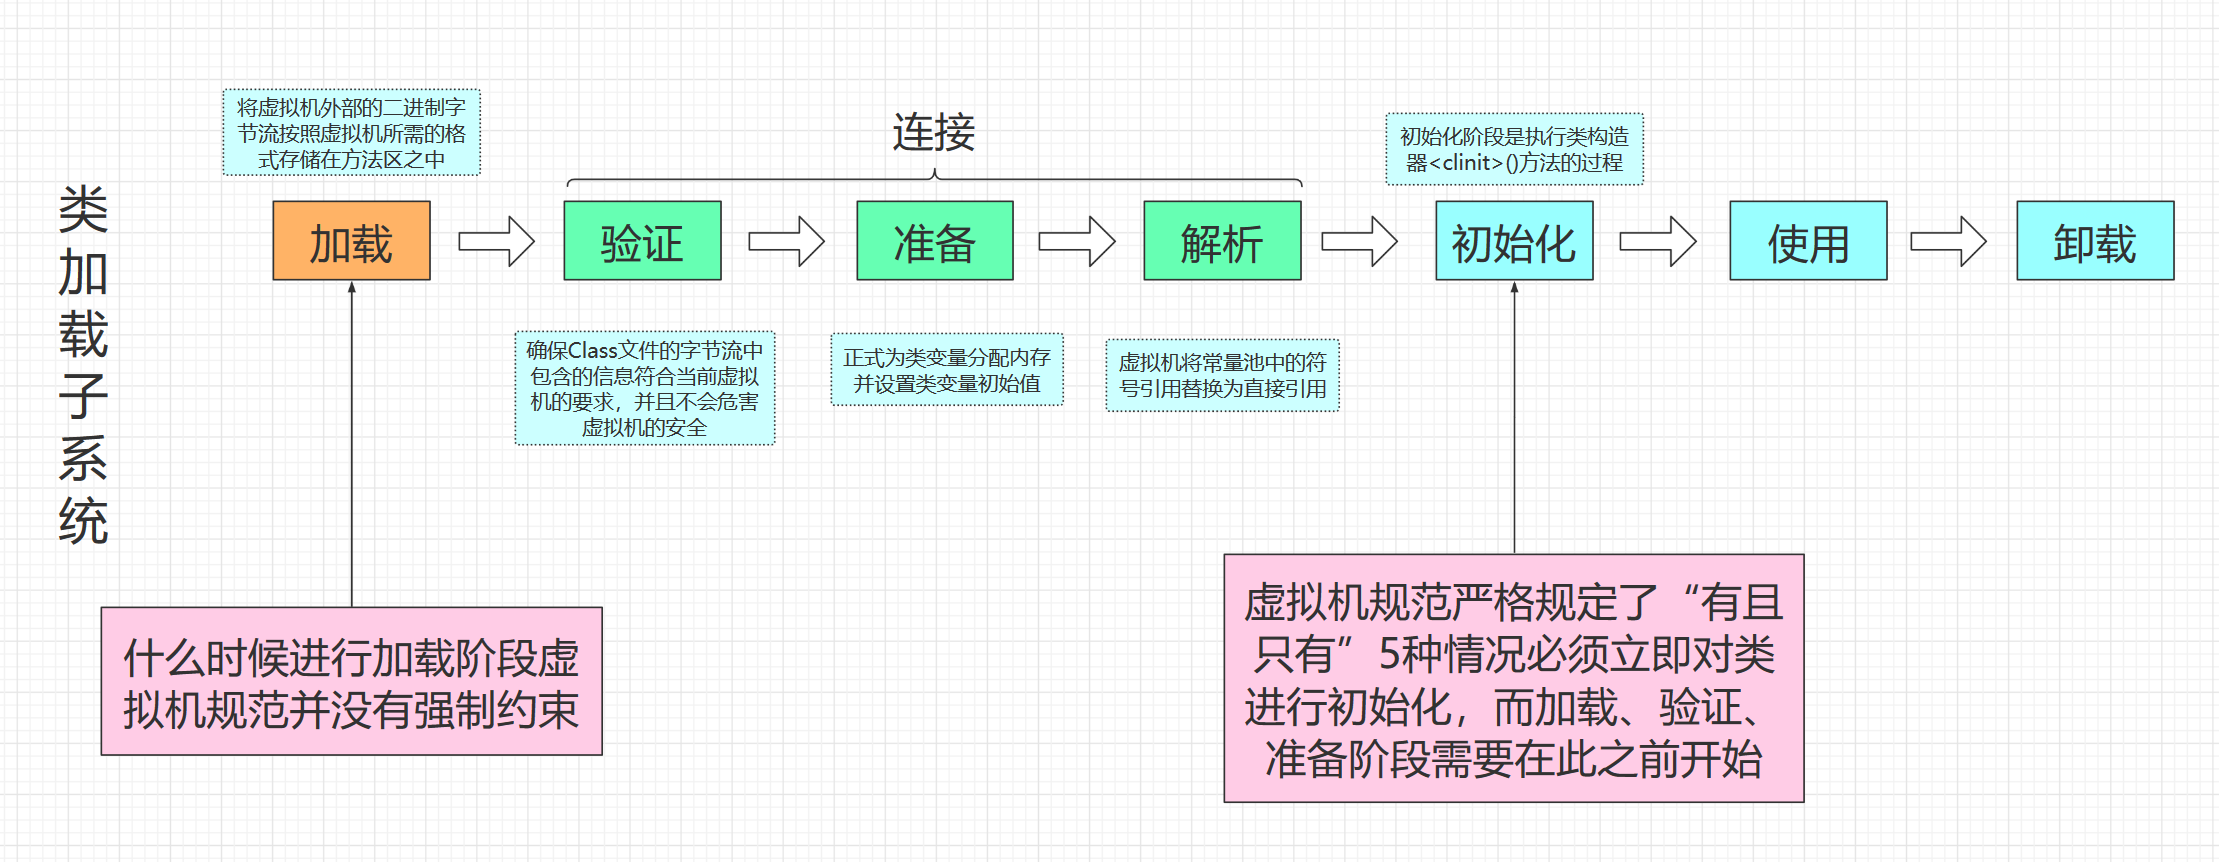 类加载子系统
将虚拟机外部的二进制字
节流按照虚拟机所需的格
式存储在方法区之中
连接
初始化阶段是执行类构造
器<clinit>()方法的过程
加载
验证
准备
解析
初始化
使用
卸载
确保Class文件的字节流中
包含的信息符合当前虚拟
机的要求，并且不会危害
虚拟机的安全
正式为类变量分配内存
并设置类变量初始值
虚拟机将常量池中的符
号引用替换为直接引用
什么时候进行加载阶段虚
拟机规范并没有强制约束
虚拟机规范严格规定了“有且
只有”5种情况必须立即对类
进行初始化，而加载、验证、
准备阶段需要在此之前开始